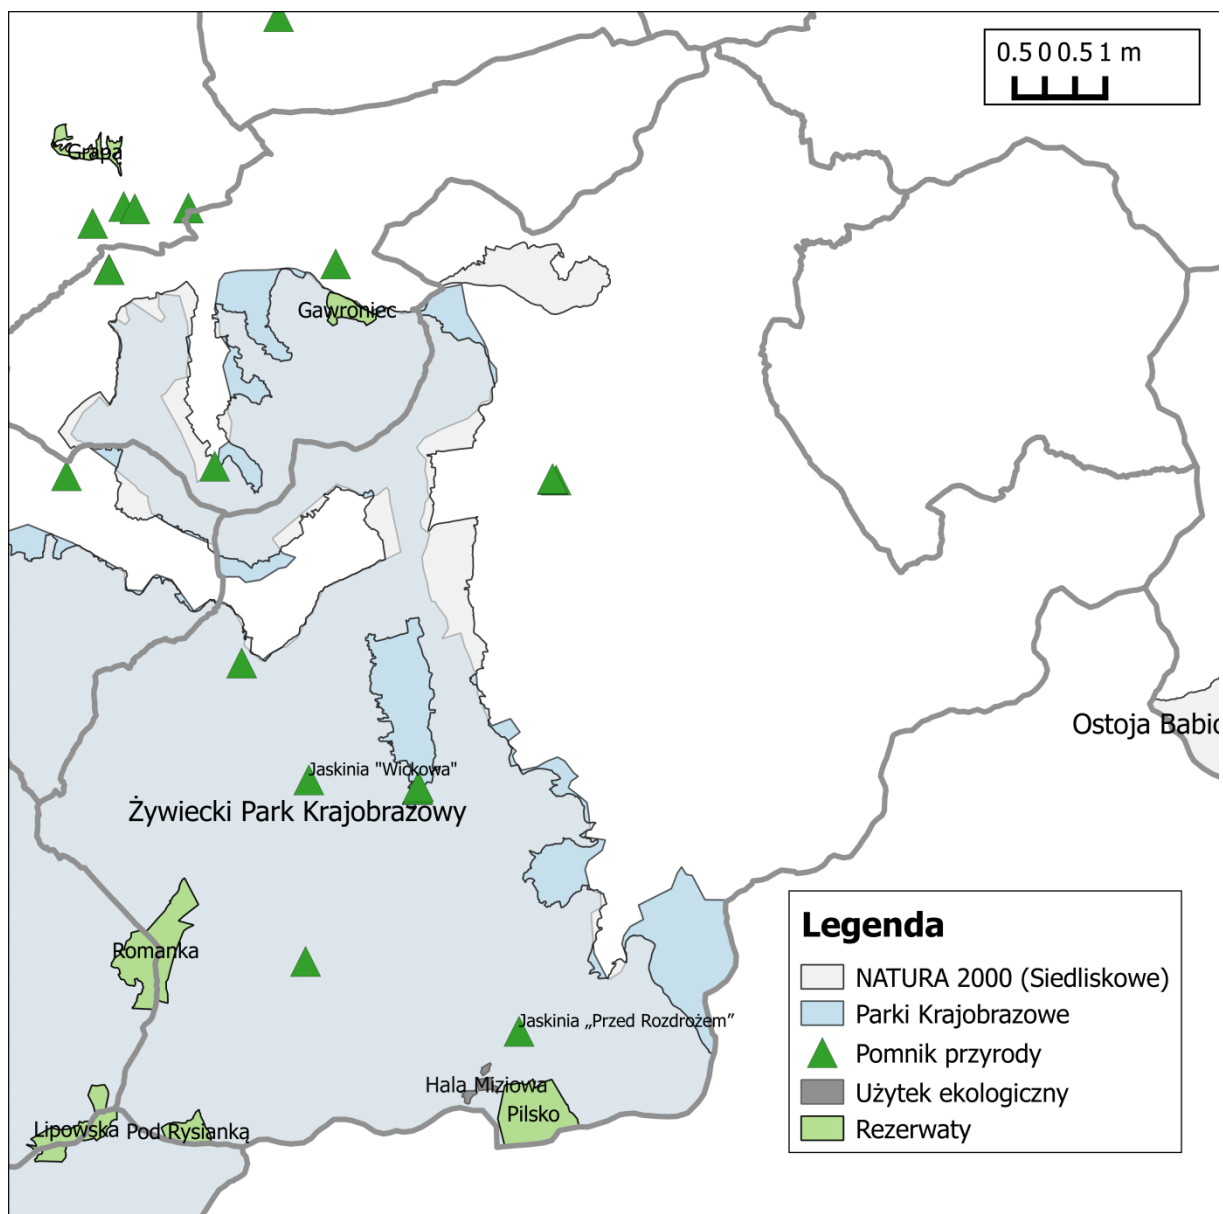 0.5 0 0.5 1 m
Grapa
Gawroniec
Ostoja Babio
Jaskinia "Wickowa"
Żywiecki Park Krajobrazowy
Legenda
Romanka
NATURA 2000 (Siedliskowe)
Parki Krajobrazowe
Jaskinia „Przed Rozdrożem”
Pomnik przyrody
Hala Miziowa
Użytek ekologiczny
Pilsko
Lipowska
Pod Rysianką
Rezerwaty